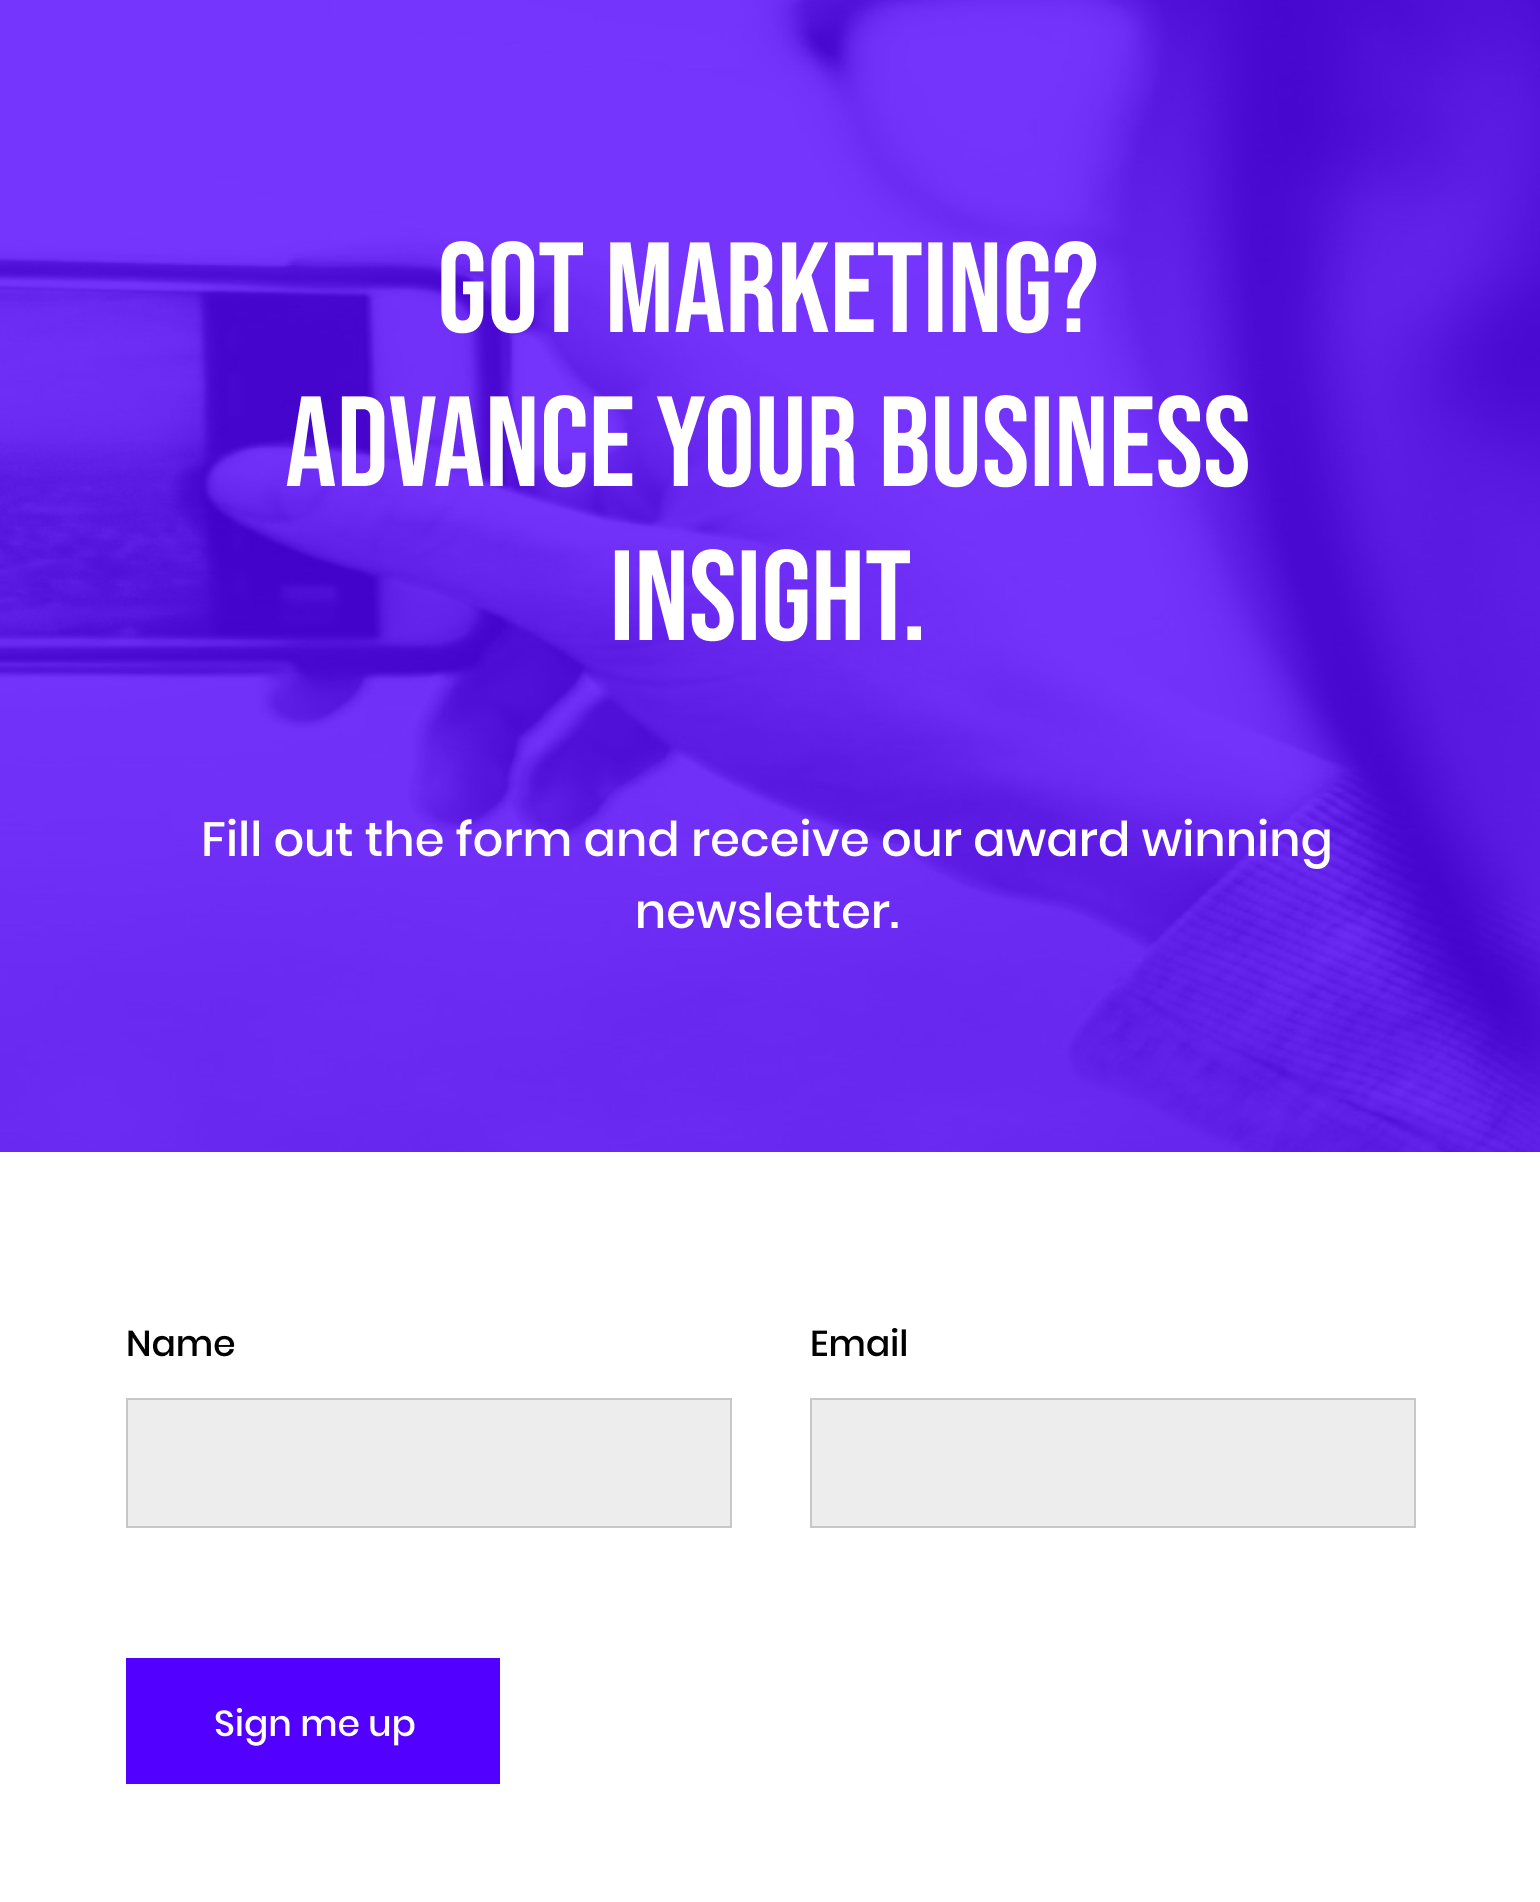 GOT MARKETING?
ADVANCE YOUR BUSINESS
INSIGHT.
Fill out the form and receive our award winning
newsletter.
Name
Email
Sign me up